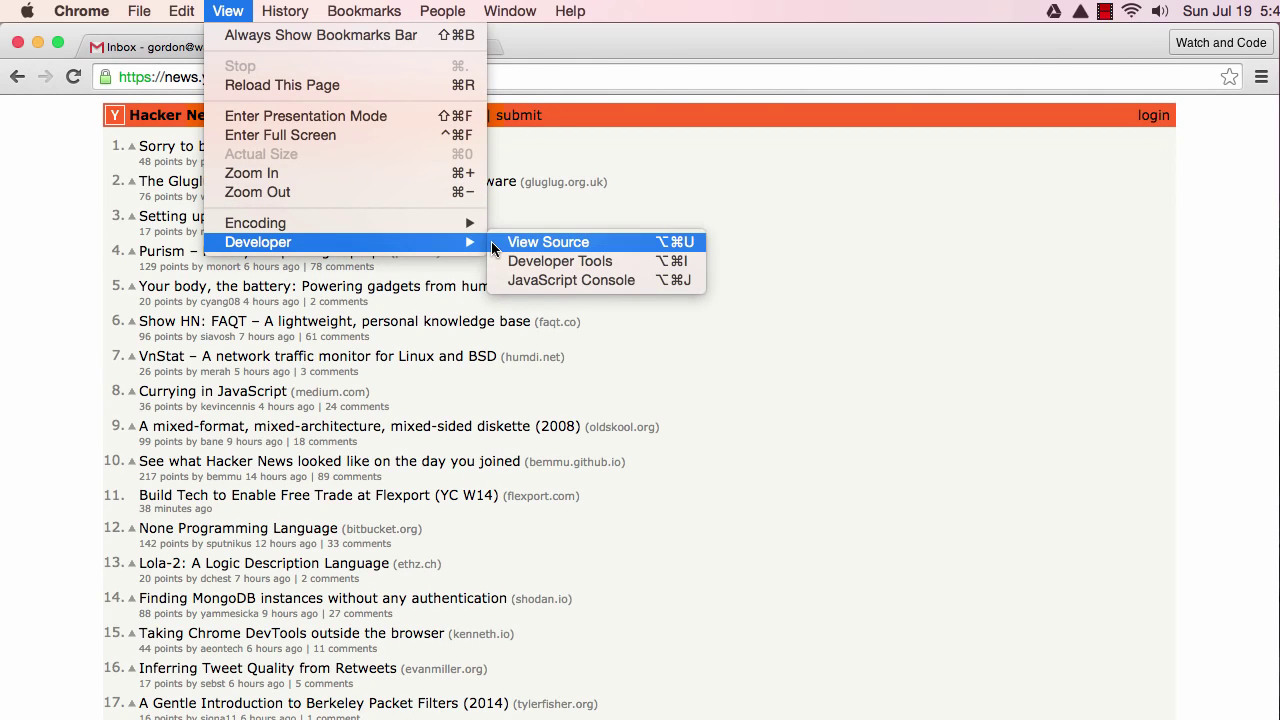 Chrome File Edit View History Bookmarks People Window Help Sun Jul 19
Inbox - gordon@w
Watch and Code
https://news.y
Always Show Bookmarks Bar ⇧⌘B
Stop ⌘.
Reload This Page ⌘R
Enter Presentation Mode ⇧⌘F
Enter Full Screen ^⌘F
Actual Size ⌘0
Zoom In ⌘+
Zoom Out ⌘−
Encoding ▶
Developer ▶
View Source ⌥⌘U
Developer Tools ⌥⌘I
JavaScript Console ⌥⌘J
Y Hacker Ne | submit login
1. Sorry to b
48 points by
2. The Glugl ware (gluglug.org.uk)
76 points by
3. Setting up
17 points by
4. Purism –
129 points by monort 6 hours ago | 78 comments
5. Your body, the battery: Powering gadgets from hum
20 points by cyang08 4 hours ago | 2 comments
6. Show HN: FAQT – A lightweight, personal knowledge base (faqt.co)
96 points by siavosh 7 hours ago | 61 comments
7. VnStat – A network traffic monitor for Linux and BSD (humdi.net)
26 points by merah 5 hours ago | 3 comments
8. Currying in JavaScript (medium.com)
36 points by kevincennis 4 hours ago | 24 comments
9. A mixed-format, mixed-architecture, mixed-sided diskette (2008) (oldskool.org)
99 points by bane 9 hours ago | 18 comments
10. See what Hacker News looked like on the day you joined (bemmu.github.io)
217 points by bemmu 14 hours ago | 89 comments
11. Build Tech to Enable Free Trade at Flexport (YC W14) (flexport.com)
38 minutes ago
12. None Programming Language (bitbucket.org)
142 points by sputnikus 12 hours ago | 33 comments
13. Lola-2: A Logic Description Language (ethz.ch)
20 points by dchest 7 hours ago | 2 comments
14. Finding MongoDB instances without any authentication (shodan.io)
88 points by yammesicka 9 hours ago | 27 comments
15. Taking Chrome DevTools outside the browser (kenneth.io)
44 points by aeontech 6 hours ago | 11 comments
16. Inferring Tweet Quality from Retweets (evanmiller.org)
17 points by sebst 6 hours ago | 5 comments
17. A Gentle Introduction to Berkeley Packet Filters (2014) (tylerfisher.org)
16 points by siona11 6 hours ago | 1 comment